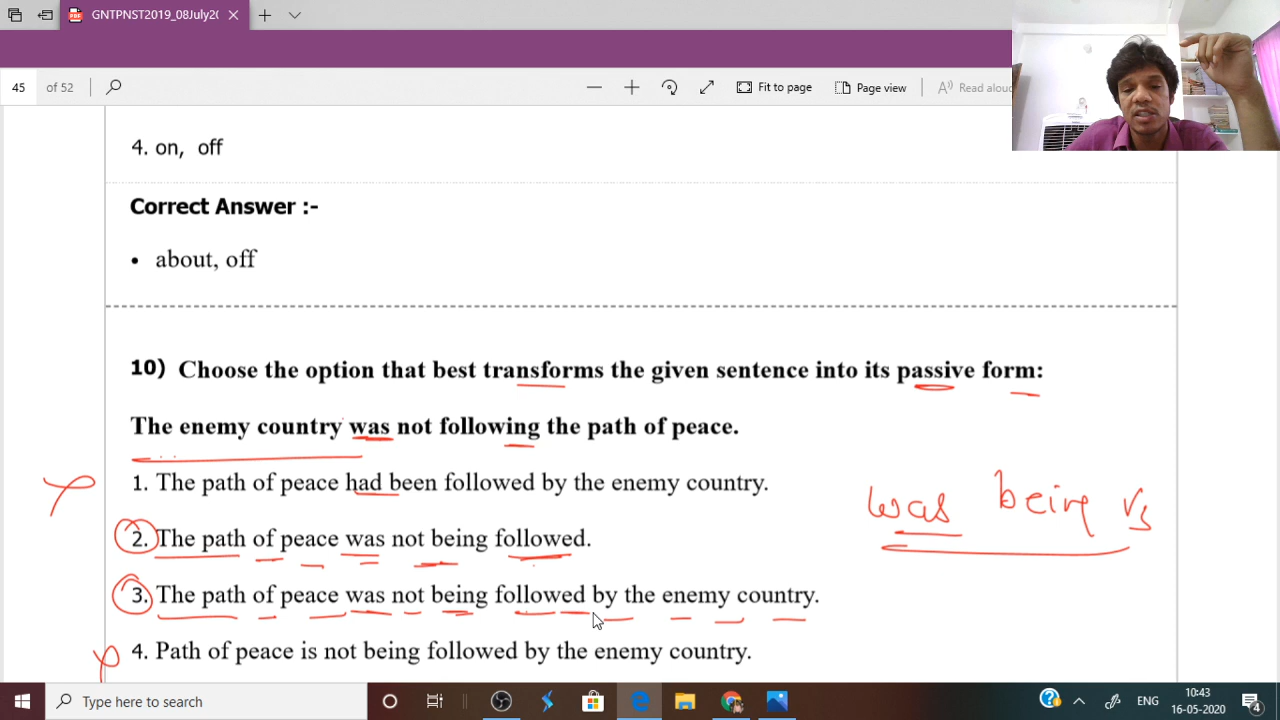 GNTPNST2019_08July20
45 of 52
Fit to page
Page view
Read aloud
4. on, off
Correct Answer :-
• about, off
10) Choose the option that best transforms the given sentence into its passive form:
The enemy country was not following the path of peace.
1. The path of peace had been followed by the enemy country.
was being V3
2. The path of peace was not being followed.
3. The path of peace was not being followed by the enemy country.
4. Path of peace is not being followed by the enemy country.
Type here to search
ENG
10:43
16-05-2020
4